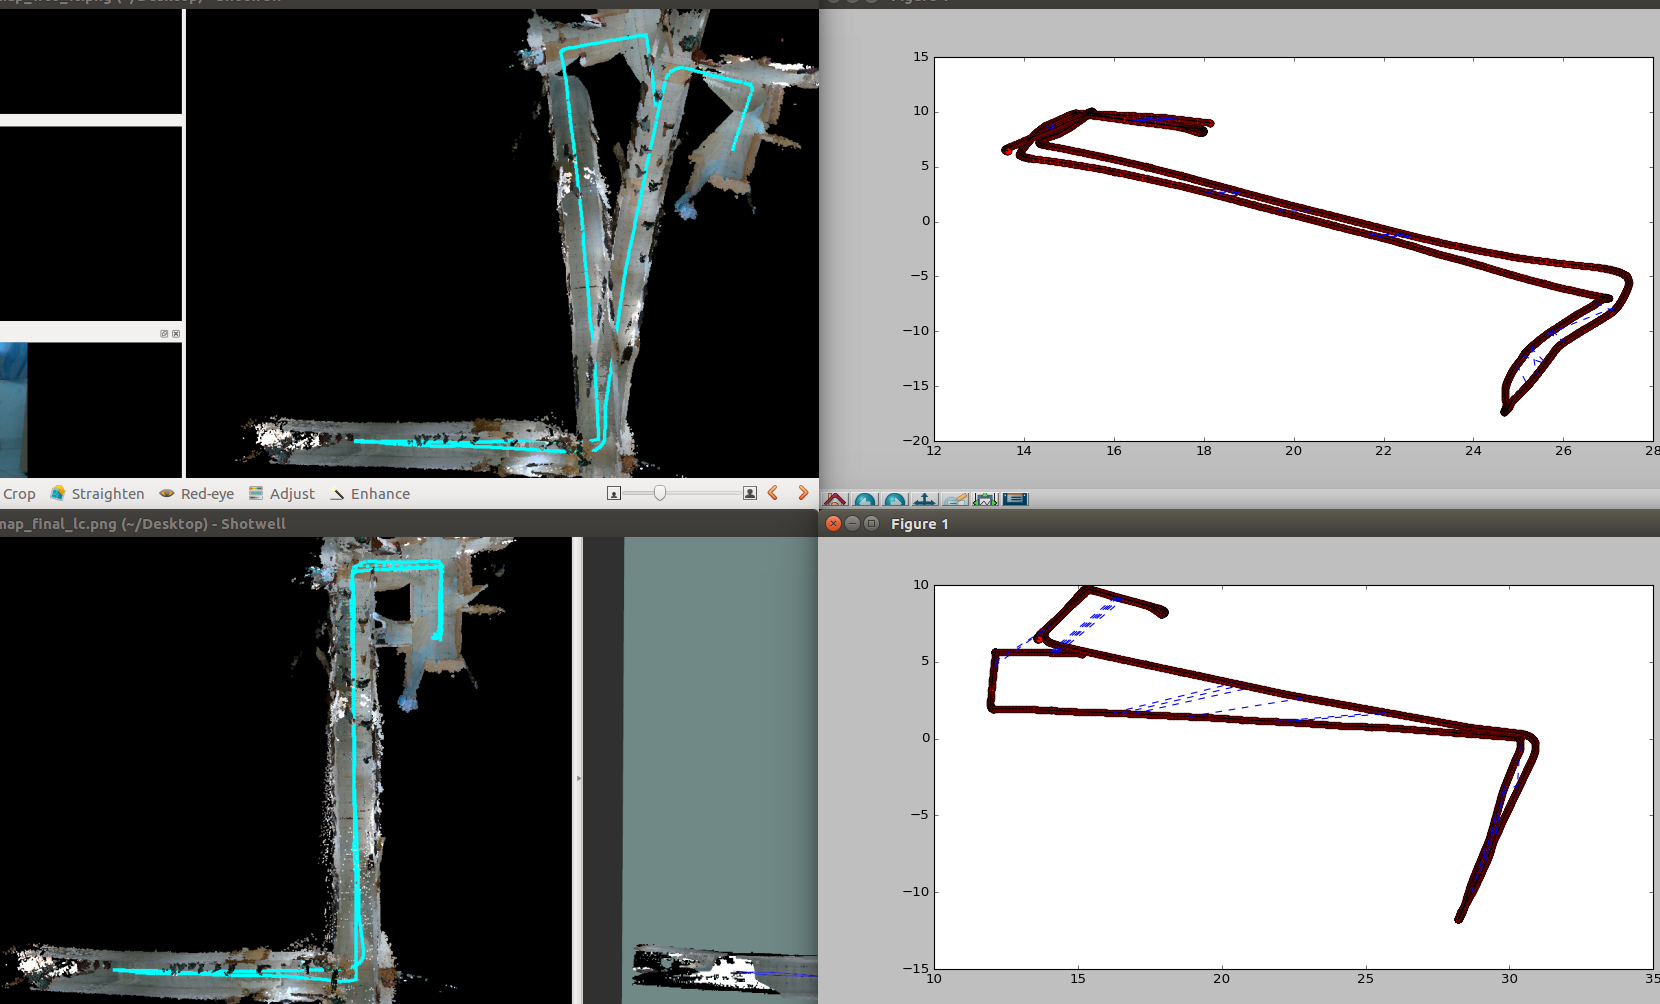 Crop Straighten Red-eye Adjust Enhance
15
10
5
0
−5
−10
−15
−20
12 14 16 18 20 22 24 26 28
map_final_lc.png (~/Desktop) - Shotwell
Figure 1
10
5
0
−5
−10
−15
10 15 20 25 30 35